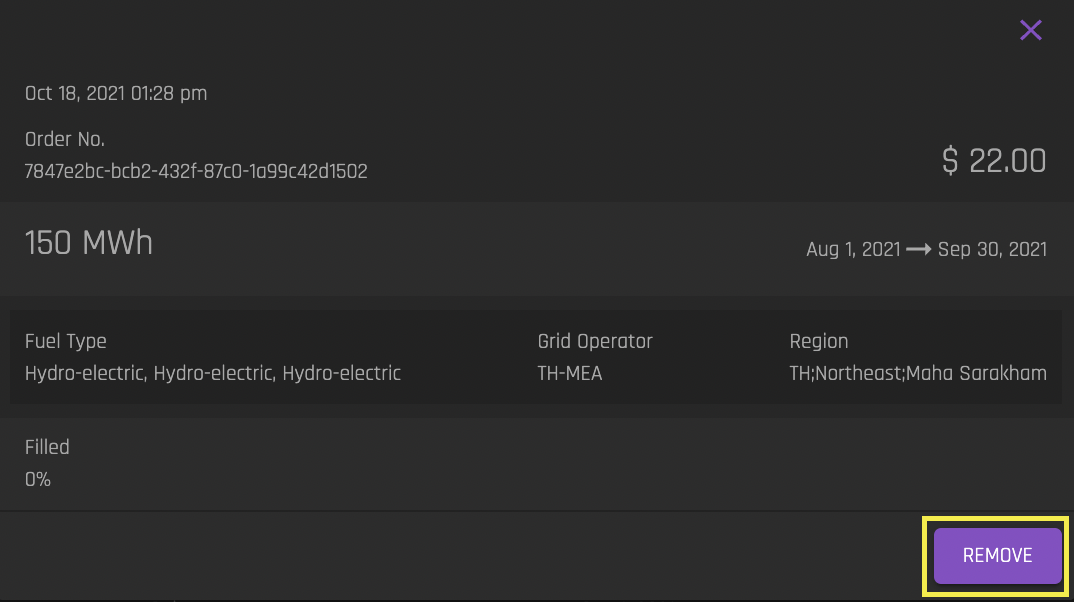 Oct 18, 2021 01:28 pm
Order No.
7847e2bc-bcb2-432f-87c0-1a99c42d1502
$ 22.00
150 MWh
Aug 1, 2021 → Sep 30, 2021
Fuel Type
Hydro-electric, Hydro-electric, Hydro-electric
Grid Operator
TH-MEA
Region
TH;Northeast;Maha Sarakham
Filled
0%
REMOVE